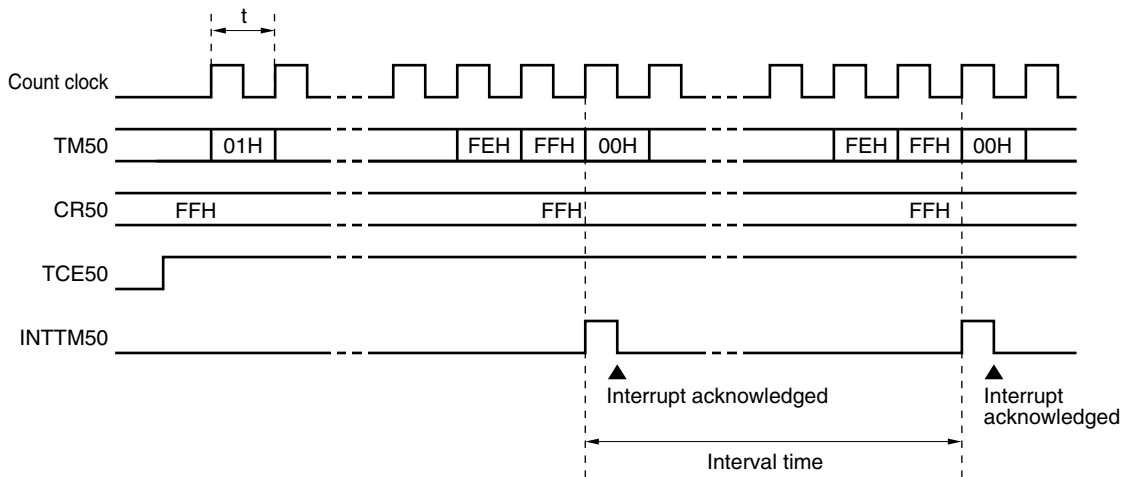 t
Count clock
TM50 01H FEH FFH 00H FEH FFH 00H
CR50 FFH FFH FFH
TCE50
INTTM50
Interrupt acknowledged Interrupt
acknowledged
Interval time